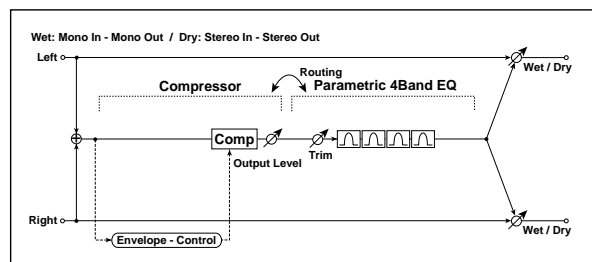 Wet: Mono In - Mono Out / Dry: Stereo In - Stereo Out
Left
Wet / Dry
Routing
Compressor
Parametric 4Band EQ
Comp
Output Level
Trim
Right
Wet / Dry
Envelope - Control